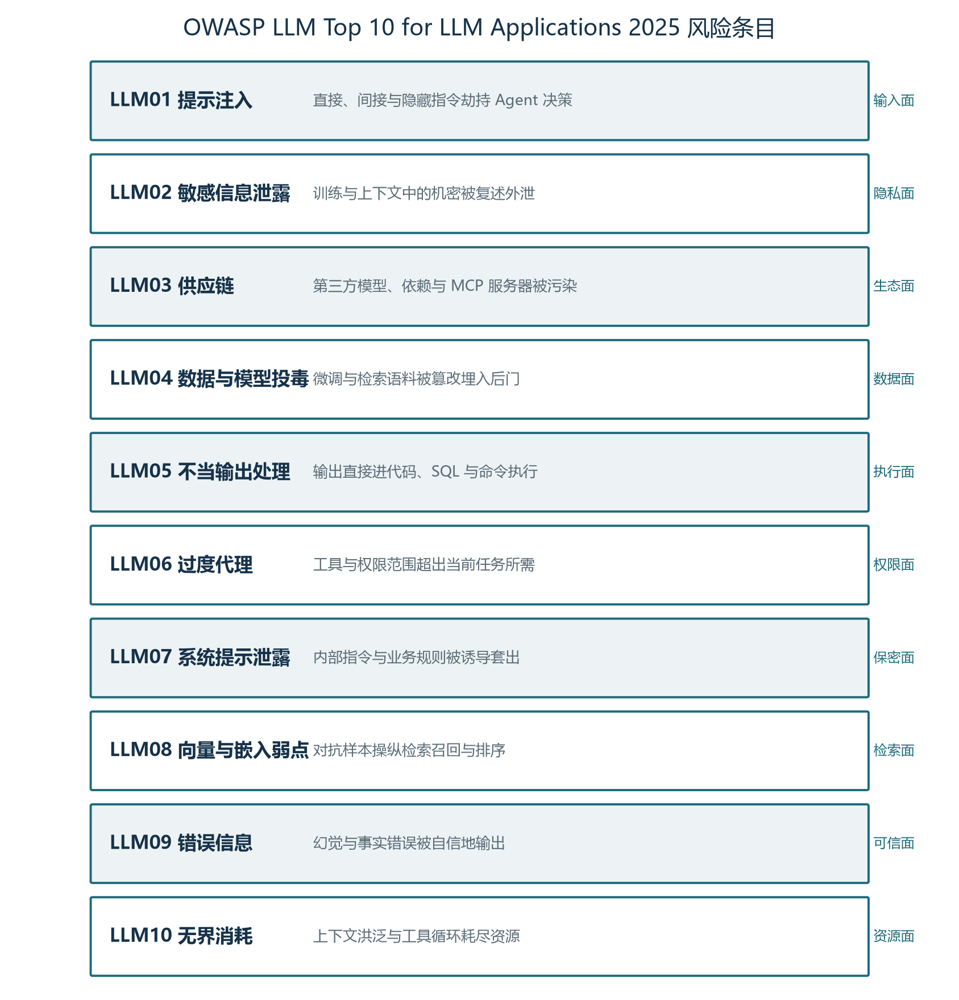 OWASP LLM Top 10 for LLM Applications 2025 风险条目
LLM01 提示注入 直接、间接与隐藏指令劫持 Agent 决策 输入面
LLM02 敏感信息泄露 训练与上下文中的机密被复述外泄 隐私面
LLM03 供应链 第三方模型、依赖与 MCP 服务器被污染 生态面
LLM04 数据与模型投毒 微调与检索语料被篡改埋入后门 数据面
LLM05 不当输出处理 输出直接进代码、SQL 与命令执行 执行面
LLM06 过度代理 工具与权限范围超出当前任务所需 权限面
LLM07 系统提示泄露 内部指令与业务规则被诱导套出 保密面
LLM08 向量与嵌入弱点 对抗样本操纵检索召回与排序 检索面
LLM09 错误信息 幻觉与事实错误被自信地输出 可信面
LLM10 无界消耗 上下文洪泛与工具循环耗尽资源 资源面